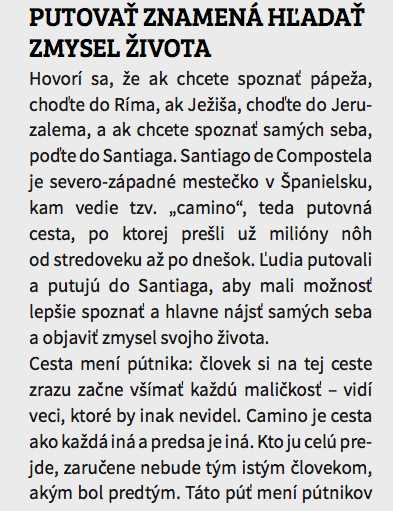 PUTOVAŤ ZNAMENÁ HĽADAŤ
ZMYSEL ŽIVOTA
Hovorí sa, že ak chcete spoznať pápeža,
choďte do Ríma, ak Ježiša, choďte do Jeru-
zalema, a ak chcete spoznať samých seba,
poďte do Santiaga. Santiago de Compostela
je severo-západné mestečko v Španielsku,
kam vedie tzv. „camino“, teda putovná
cesta, po ktorej prešli už milióny nôh
od stredoveku až po dnešok. Ľudia putovali
a putujú do Santiaga, aby mali možnosť
lepšie spoznať a hlavne nájsť samých seba
a objaviť zmysel svojho života.
Cesta mení pútnika: človek si na tej ceste
zrazu začne všímať každú maličkosť – vidí
veci, ktoré by inak nevidel. Camino je cesta
ako každá iná a predsa je iná. Kto ju celú pre-
jde, zaručene nebude tým istým človekom,
akým bol predtým. Táto púť mení pútnikov